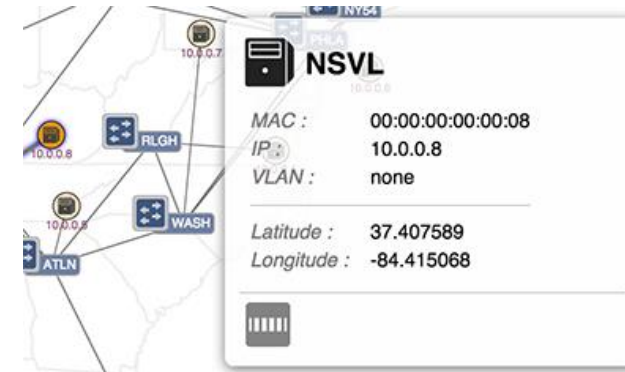 NY54
PHLA
10.0.0.7
NSVL
MAC : 00:00:00:00:00:08
IP : 10.0.0.8
VLAN : none
Latitude : 37.407589
Longitude : -84.415068
RLGH
10.0.0.8
WASH
10.0.0.5
ATLN